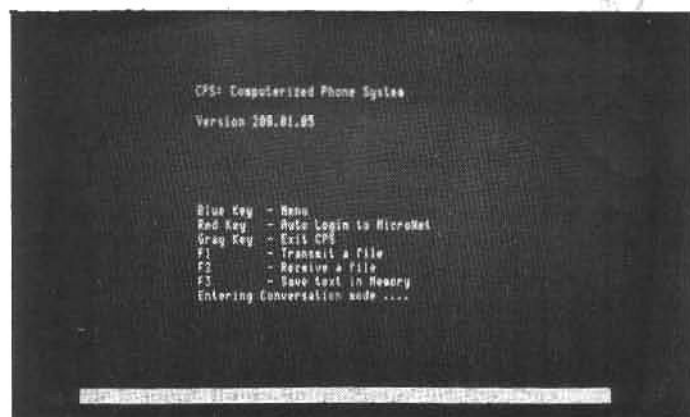 CPS: Computerized Phone System
Version 200.01.05
Blue Key - Menu
Red Key - Auto Login to MicroNet
Gray Key - Exit CPS
F1 - Transmit a file
F2 - Receive a file
F3 - Save text in Memory
Entering Conversation mode ....